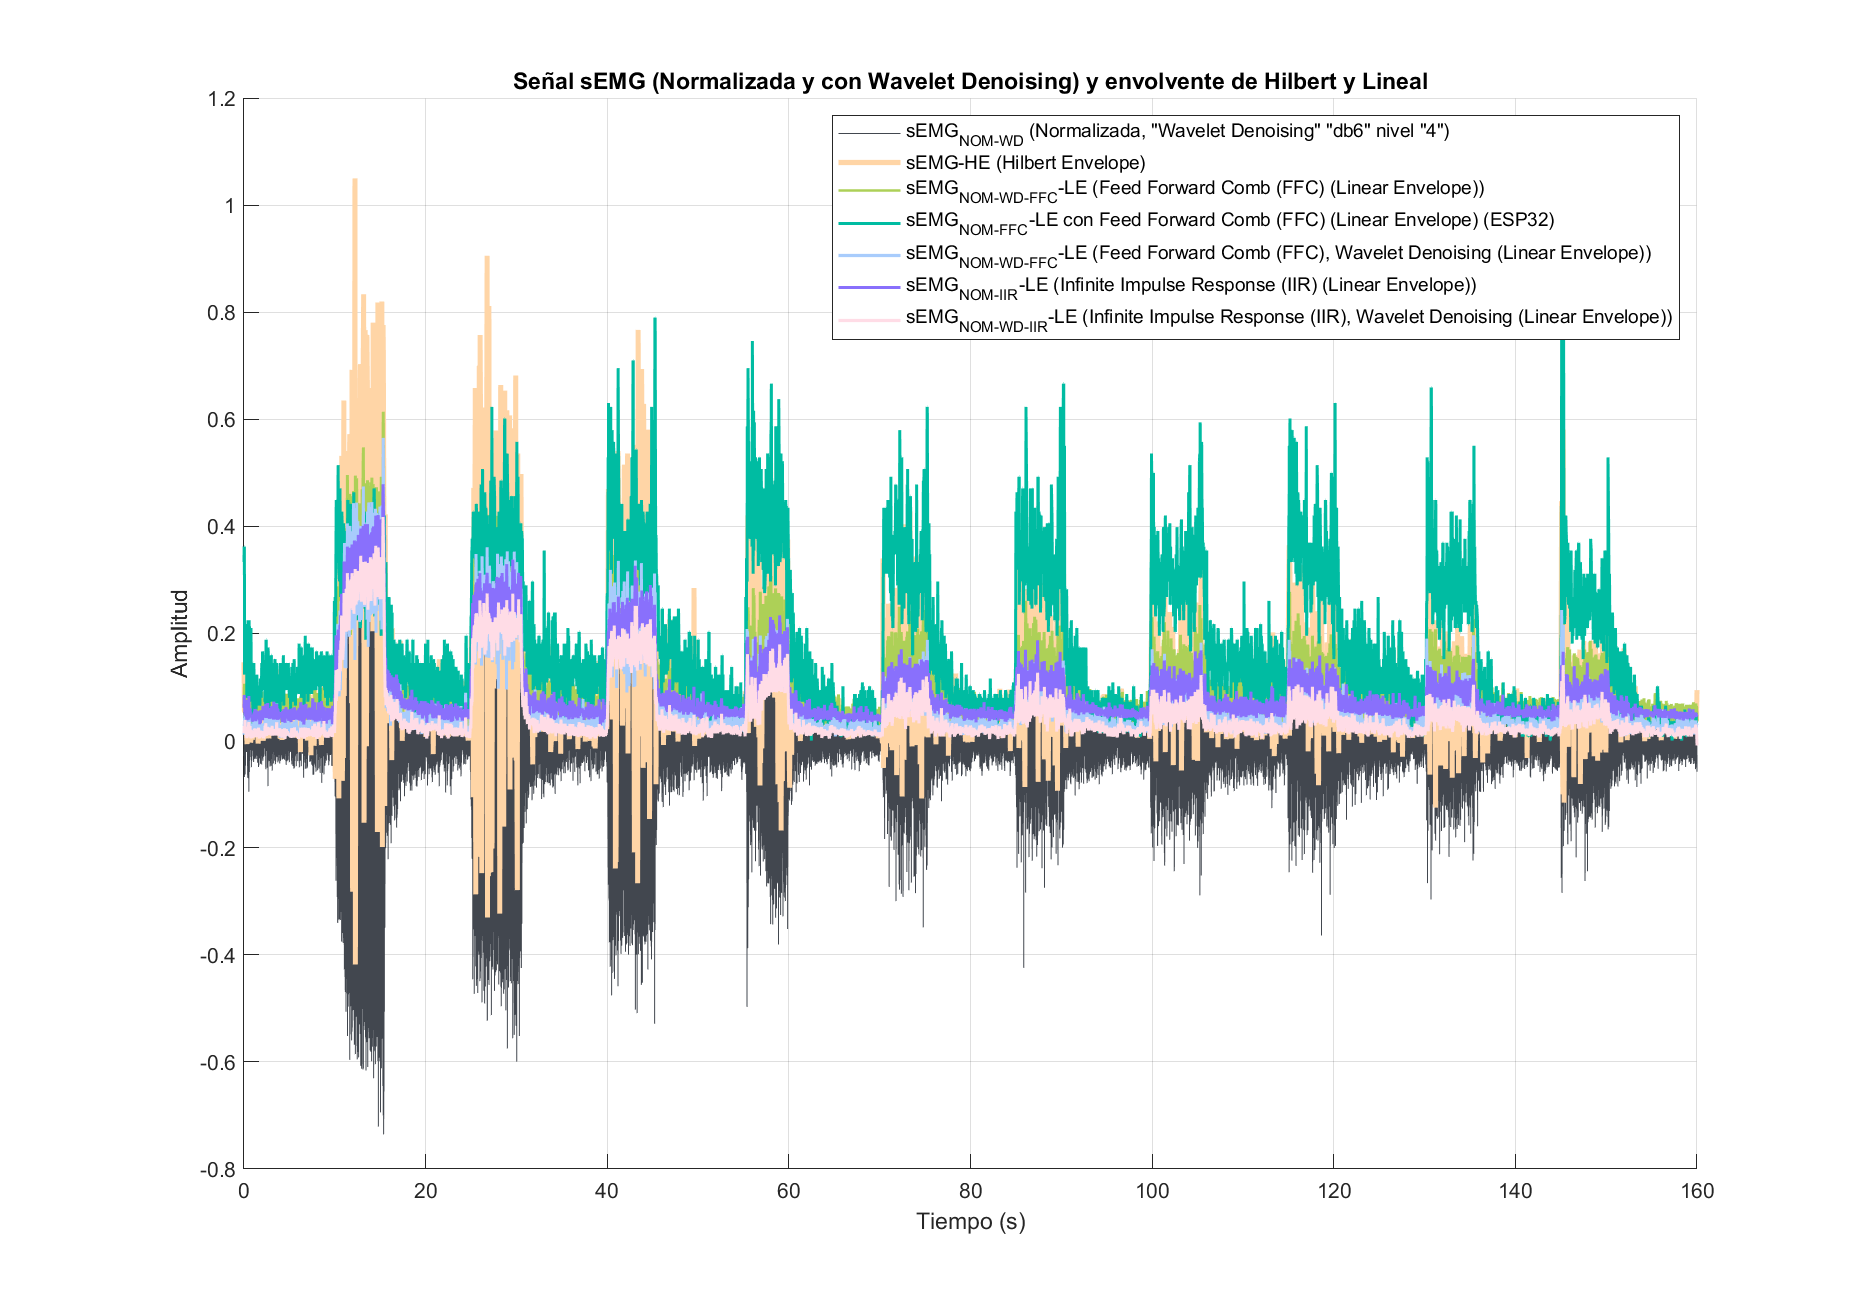 Señal sEMG (Normalizada y con Wavelet Denoising) y envolvente de Hilbert y Lineal
sEMG_NOM-WD (Normalizada, "Wavelet Denoising" "db6" nivel "4")
sEMG-HE (Hilbert Envelope)
sEMG_NOM-WD-FFC-LE (Feed Forward Comb (FFC) (Linear Envelope))
sEMG_NOM-FFC-LE con Feed Forward Comb (FFC) (Linear Envelope) (ESP32)
sEMG_NOM-WD-FFC-LE (Feed Forward Comb (FFC), Wavelet Denoising (Linear Envelope))
sEMG_NOM-IIR-LE (Infinite Impulse Response (IIR) (Linear Envelope))
sEMG_NOM-WD-IIR-LE (Infinite Impulse Response (IIR), Wavelet Denoising (Linear Envelope))
Amplitud
1.2
1
0.8
0.6
0.4
0.2
0
-0.2
-0.4
-0.6
-0.8
0 20 40 60 80 100 120 140 160
Tiempo (s)